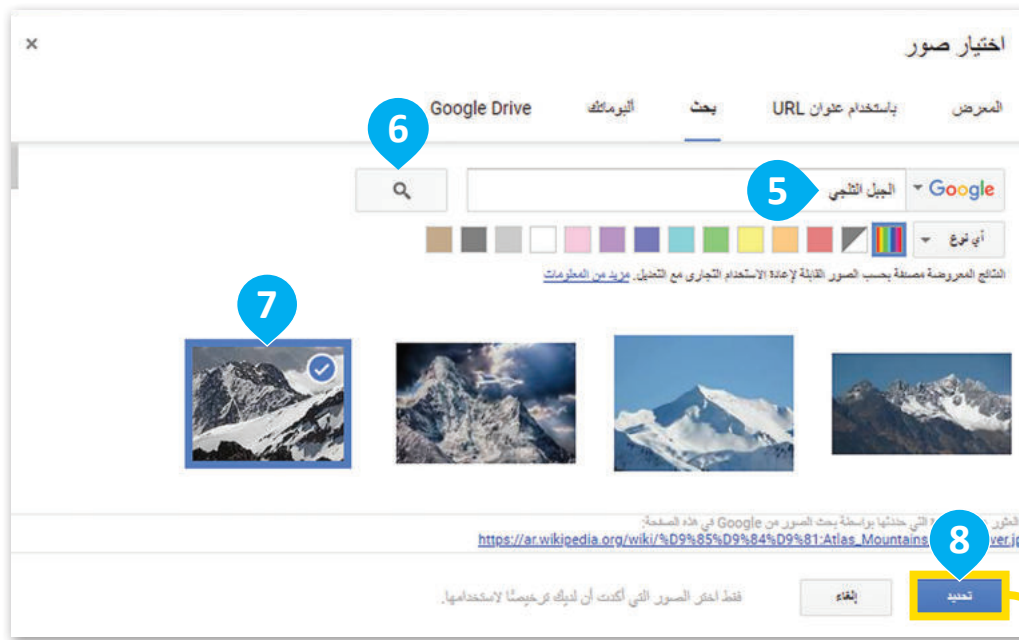 اختيار صور ×
المعرض باستخدام عنوان URL بحث ألبوماتك Google Drive
6
Google الجبل الثلجي 5
أي نوع
النتائج المعروضة مصنفة بحسب الصور القابلة لإعادة الاستخدام التجاري مع التعديل. مزيد من المعلومات
7
العثور التي حددتها بواسطة بحث الصور من Google في هذه الصفحة:
https://ar.wikipedia.org/wiki/%D9%85%D9%84%D9%81:Atlas_Mountains ver.jp
8
تحديد إلغاء فقط اختر الصور التي أكدت أن لديك ترخيصًا لاستخدامها.